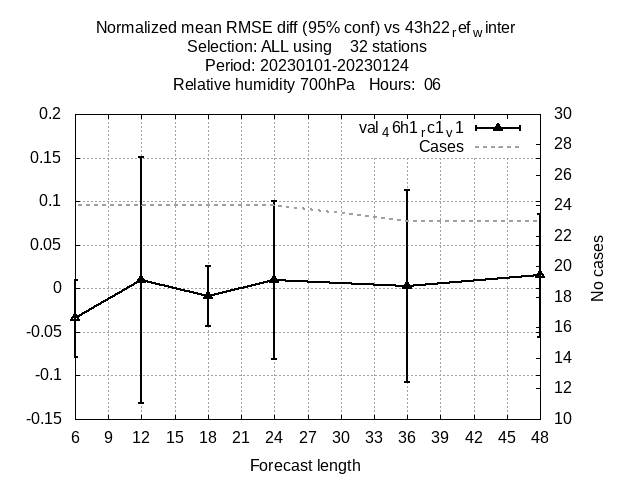 Normalized mean RMSE diff (95% conf) vs 43h22refwinter
Selection: ALL using    32 stations
Period: 20230101-20230124
Relative humidity 700hPa   Hours:  06
val46h1rc1v1
Cases
0.2
0.15
0.1
0.05
0
-0.05
-0.1
-0.15
30
28
26
24
22
20
18
16
14
12
10
No cases
6 9 12 15 18 21 24 27 30 33 36 39 42 45 48
Forecast length